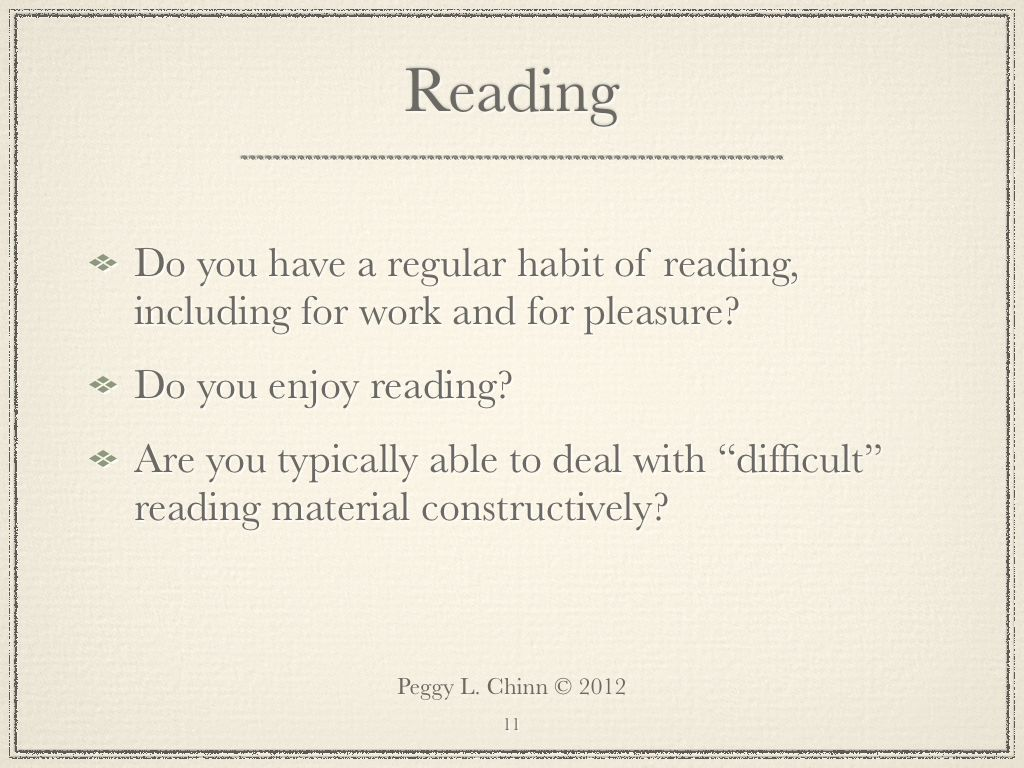 Reading
Do you have a regular habit of reading,
including for work and for pleasure?
Do you enjoy reading?
Are you typically able to deal with “difficult”
reading material constructively?
Peggy L. Chinn © 2012
11